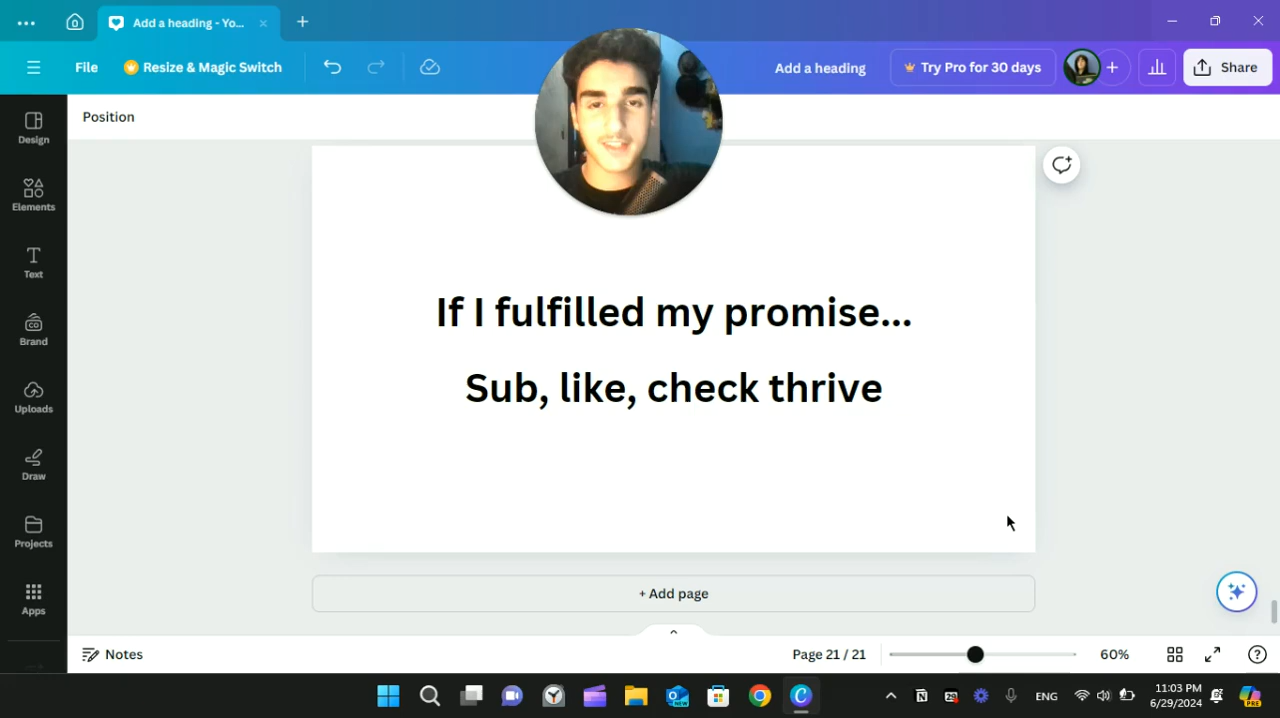 Add a heading - Yo...
File
Resize & Magic Switch
Add a heading
Try Pro for 30 days
Share
Position
Design
Elements
Text
Brand
Uploads
Draw
Projects
Apps
If I fulfilled my promise...
Sub, like, check thrive
+ Add page
Notes
Page 21 / 21
60%
ENG
11:03 PM
6/29/2024